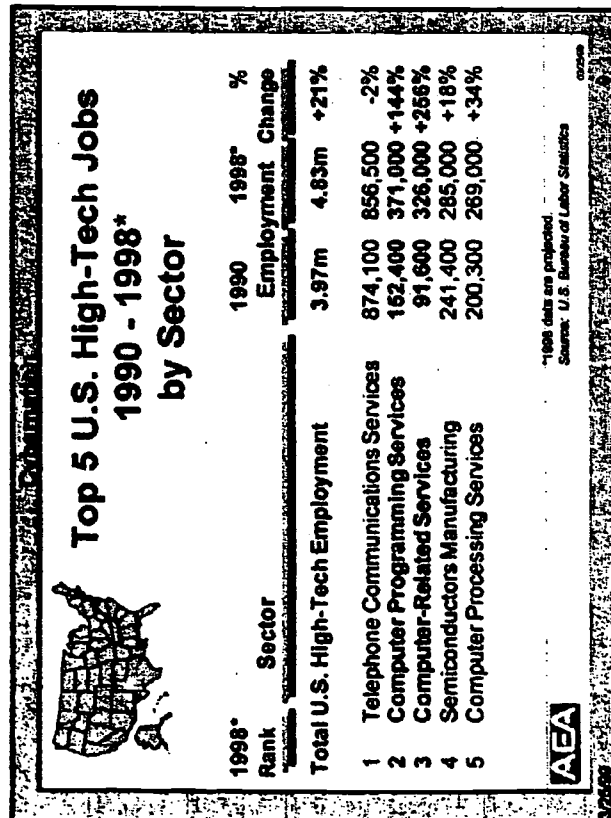 Top 5 U.S. High-Tech Jobs
1990 - 1998*
by Sector
1998* 1990 1998* %
Rank Sector Employment Change
Total U.S. High-Tech Employment 3.97m 4.83m +21%
1 Telephone Communications Services 874,100 856,500 -2%
2 Computer Programming Services 152,400 371,000 +144%
3 Computer-Related Services 91,600 326,000 +256%
4 Semiconductors Manufacturing 241,400 285,000 +18%
5 Computer Processing Services 200,300 269,000 +34%
*1998 data are projected.
Source: U.S. Bureau of Labor Statistics
AEA